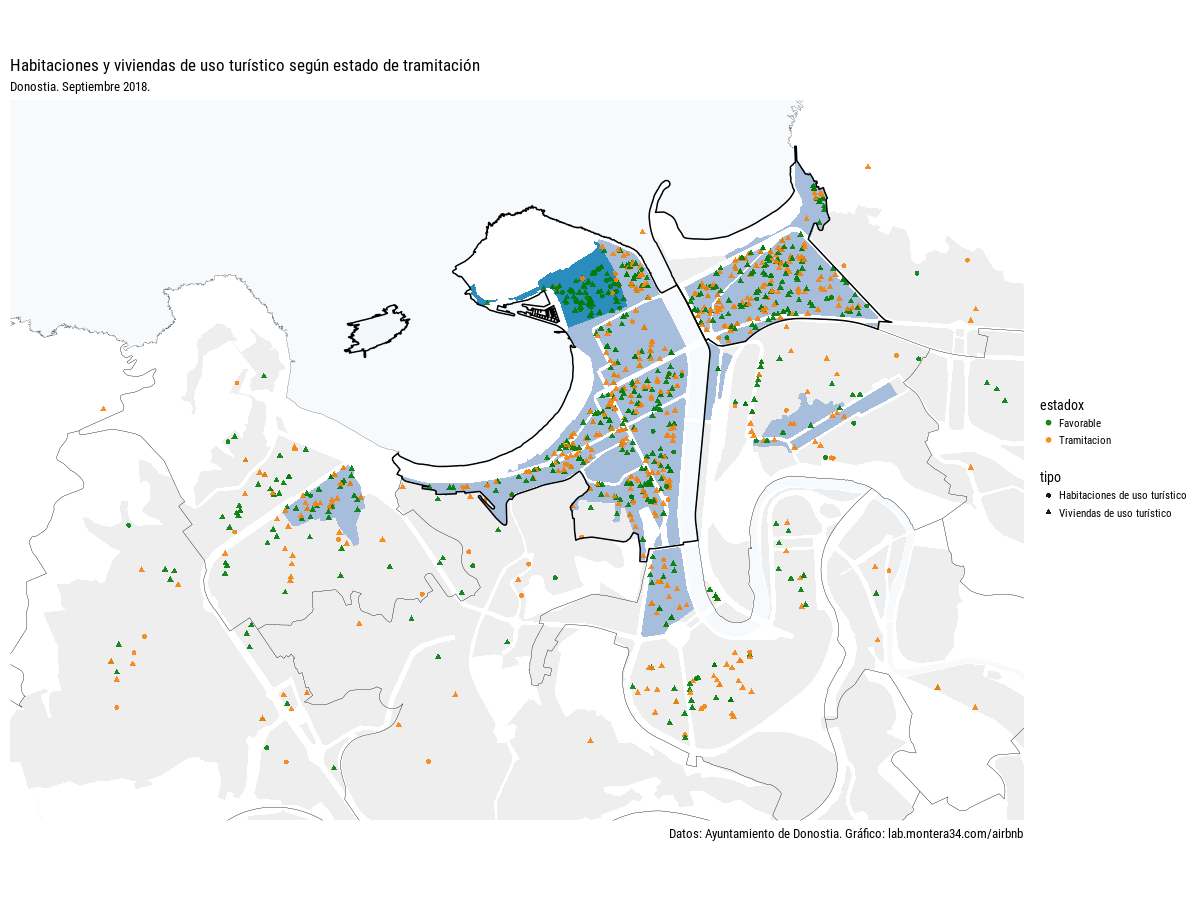 Habitaciones y viviendas de uso turístico según estado de tramitación
Donostia. Septiembre 2018.
estadox
Favorable
Tramitacion
tipo
Habitaciones de uso turístico
Viviendas de uso turístico
Datos: Ayuntamiento de Donostia. Gráfico: lab.montera34.com/airbnb